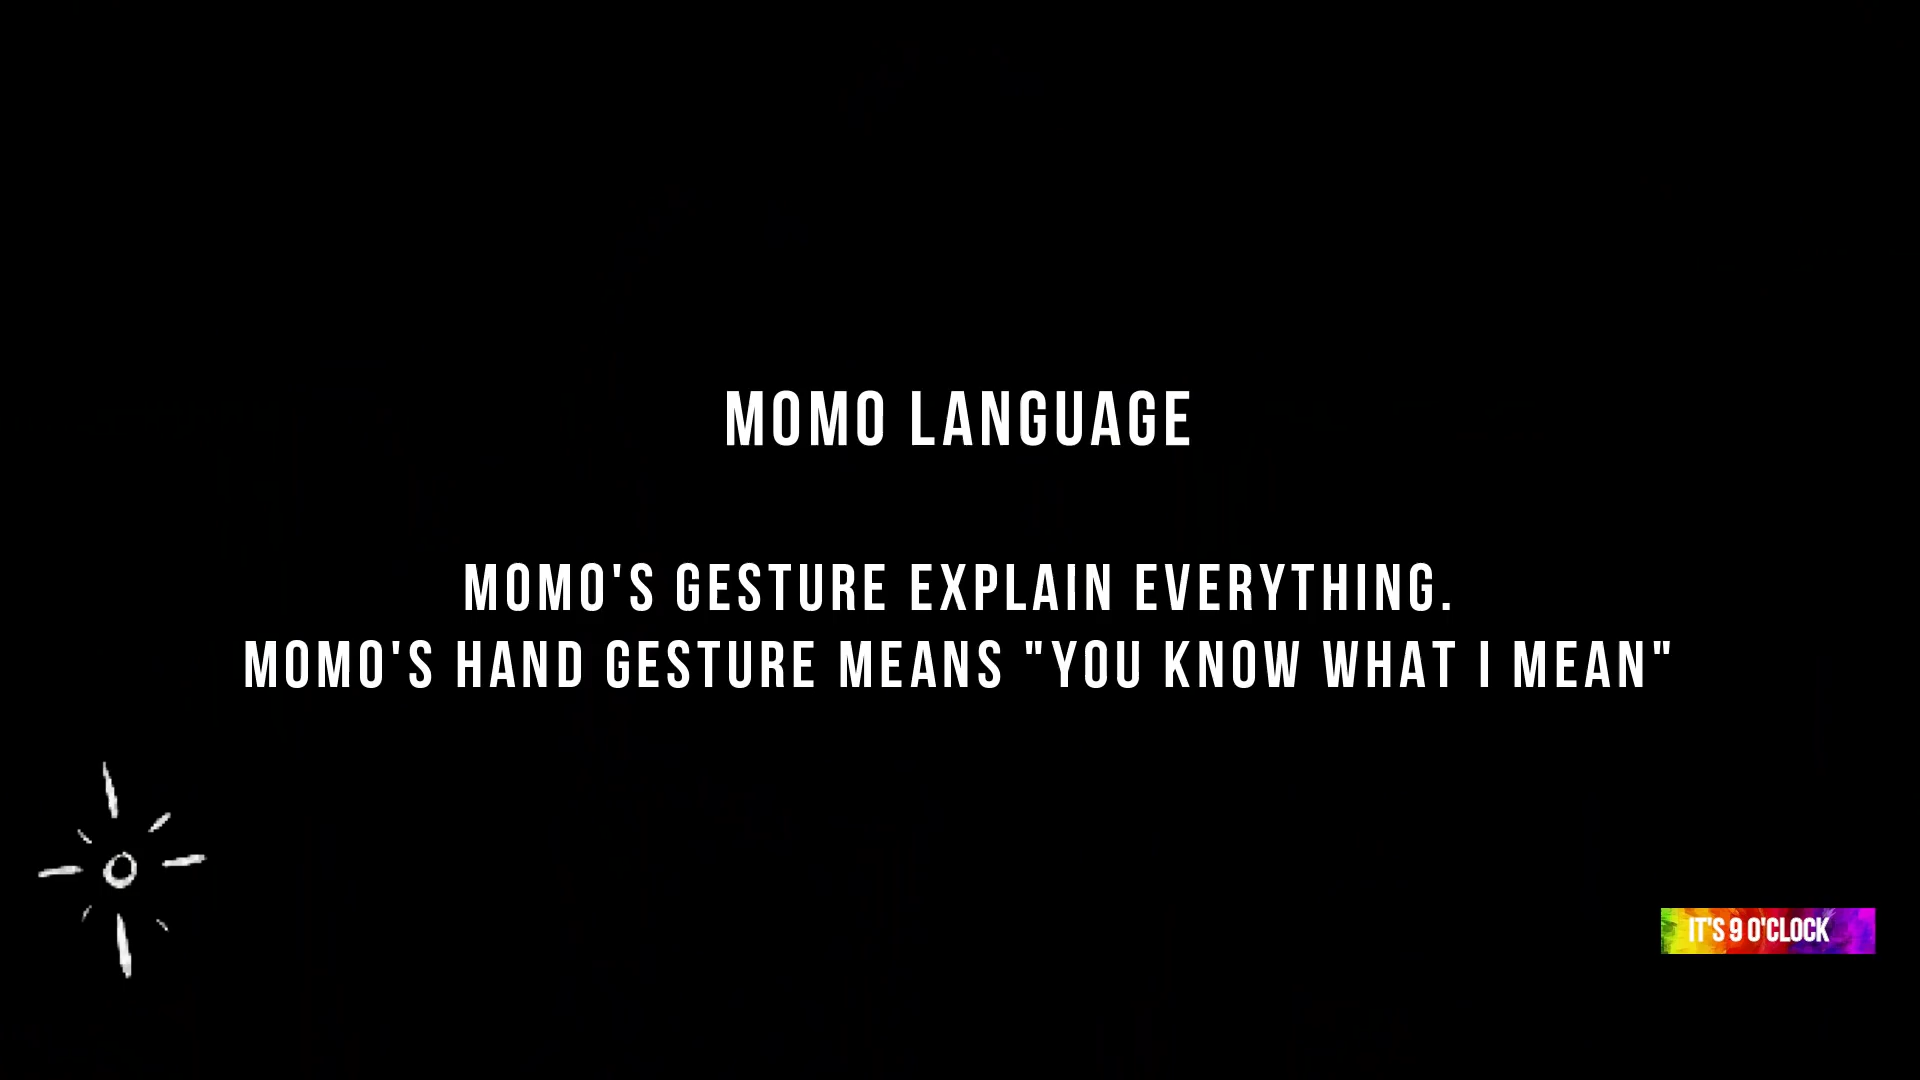 MOMO LANGUAGE
MOMO'S GESTURE EXPLAIN EVERYTHING.
MOMO'S HAND GESTURE MEANS "YOU KNOW WHAT I MEAN"
IT'S 9 O'CLOCK